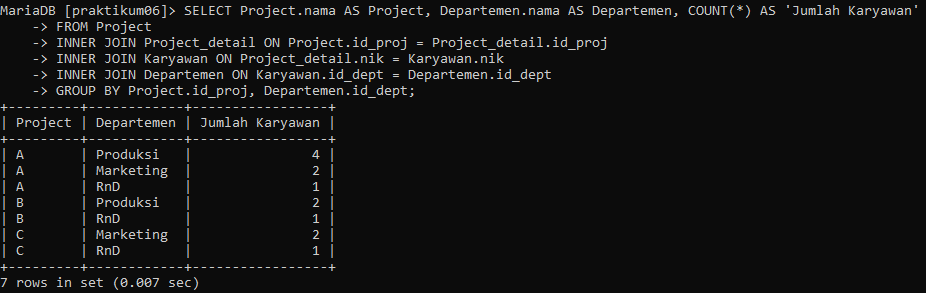 MariaDB [praktikum06]> SELECT Project.nama AS Project, Departemen.nama AS Departemen, COUNT(*) AS 'Jumlah Karyawan'
    -> FROM Project
    -> INNER JOIN Project_detail ON Project.id_proj = Project_detail.id_proj
    -> INNER JOIN Karyawan ON Project_detail.nik = Karyawan.nik
    -> INNER JOIN Departemen ON Karyawan.id_dept = Departemen.id_dept
    -> GROUP BY Project.id_proj, Departemen.id_dept;
+---------+------------+-----------------+
| Project | Departemen | Jumlah Karyawan |
+---------+------------+-----------------+
| A       | Produksi   |               4 |
| A       | Marketing  |               2 |
| A       | RnD        |               1 |
| B       | Produksi   |               2 |
| B       | RnD        |               1 |
| C       | Marketing  |               2 |
| C       | RnD        |               1 |
+---------+------------+-----------------+
7 rows in set (0.007 sec)